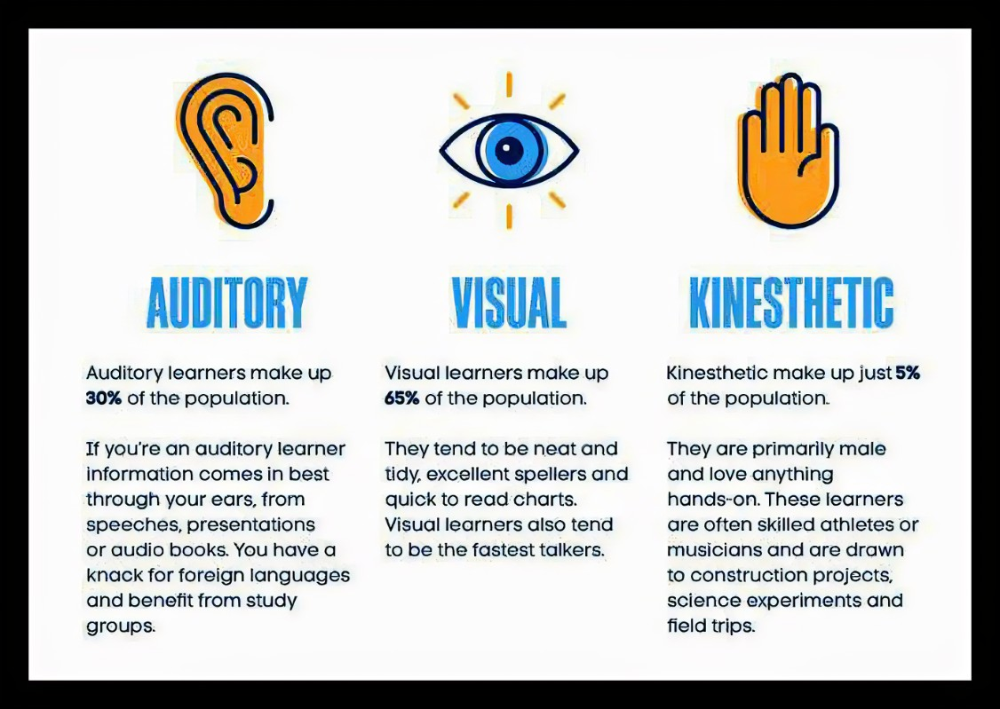 AUDITORY
Auditory learners make up
30% of the population.
If you're an auditory learner
information comes in best
through your ears, from
speeches, presentations
or audio books. You have a
knack for foreign languages
and benefit from study
groups.
VISUAL
Visual learners make up
65% of the population.
They tend to be neat and
tidy, excellent spellers and
quick to read charts.
Visual learners also tend
to be the fastest talkers.
KINESTHETIC
Kinesthetic make up just 5%
of the population.
They are primarily male
and love anything
hands-on. These learners
are often skilled athletes or
musicians and are drawn
to construction projects,
science experiments and
field trips.